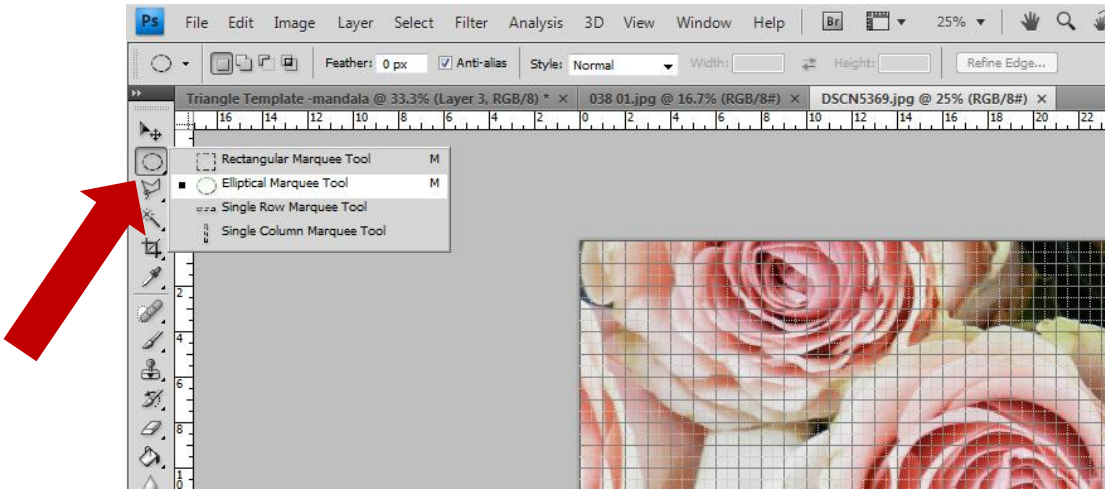 Ps File Edit Image Layer Select Filter Analysis 3D View Window Help Br 25%
Feather: 0 px Anti-alias Style: Normal Width: Height: Refine Edge...
Triangle Template -mandala @ 33.3% (Layer 3, RGB/8) * × 038 01.jpg @ 16.7% (RGB/8#) × DSCN5369.jpg @ 25% (RGB/8#) ×
16 14 12 10 8 6 4 2 0 2 4 6 8 10 12 14 16 18 20 22
Rectangular Marquee Tool M
Elliptical Marquee Tool M
Single Row Marquee Tool
Single Column Marquee Tool
2
4
6
8
10